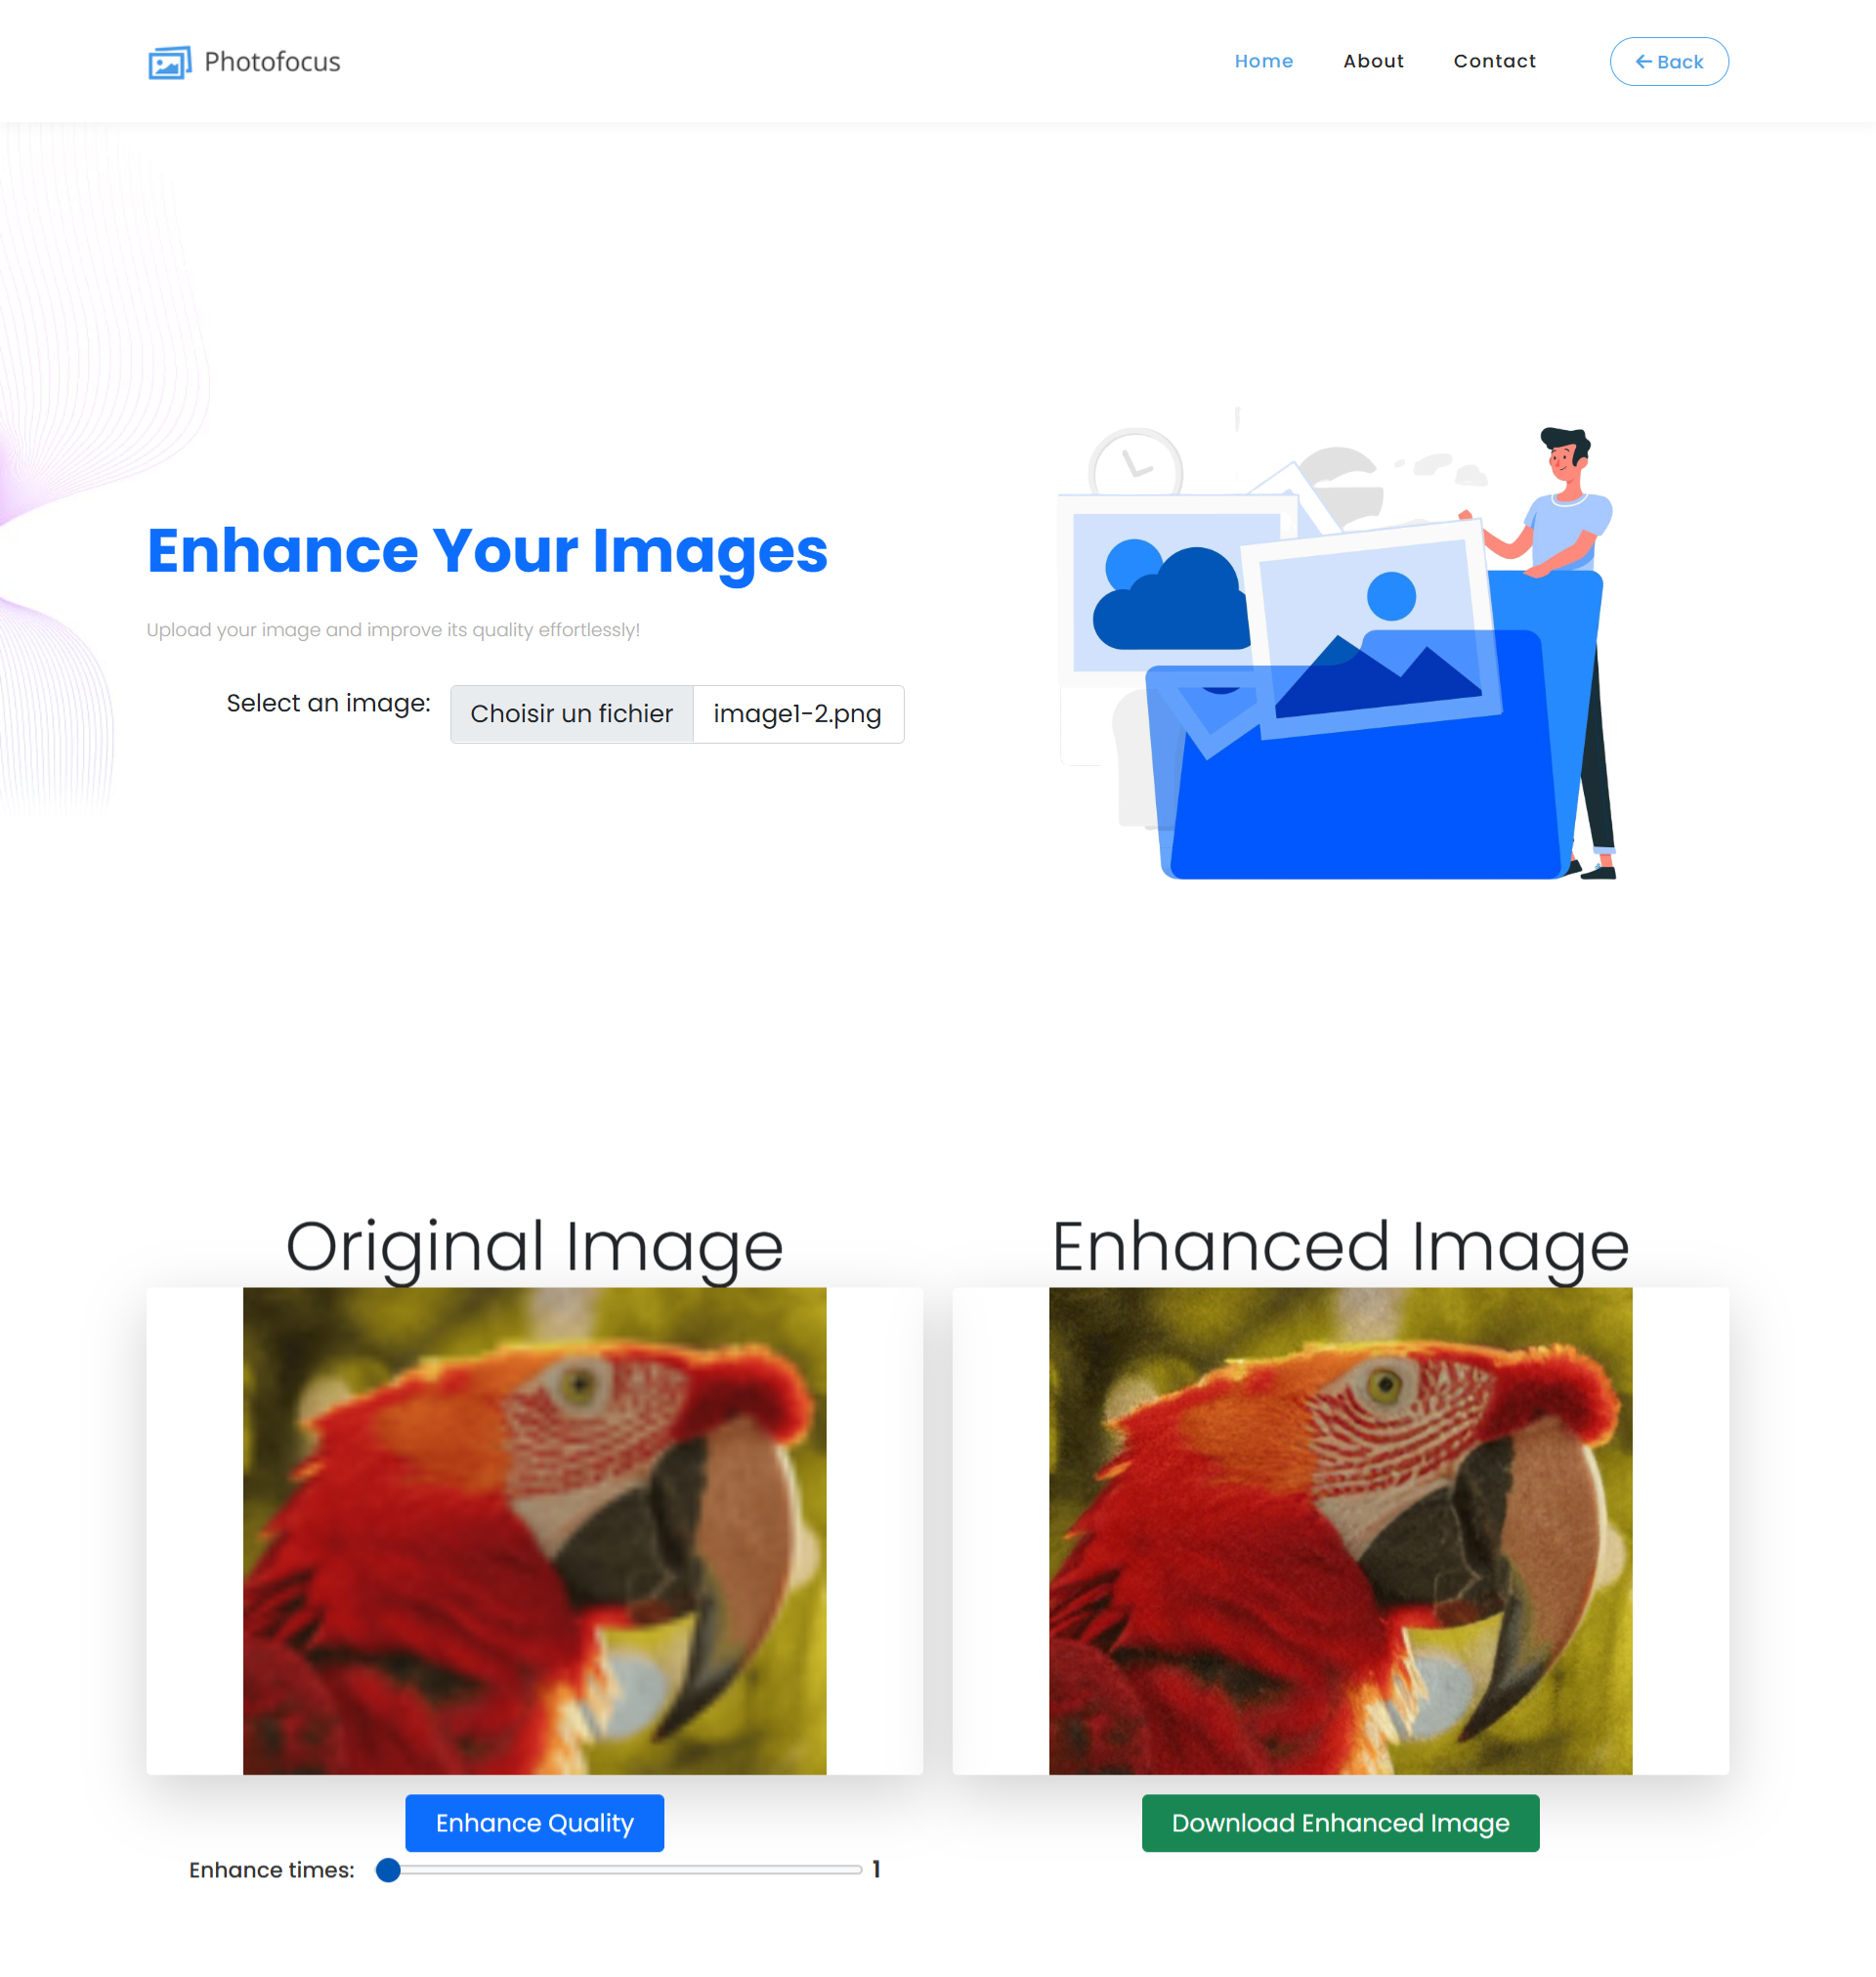 Photofocus
Home About Contact Back
Enhance Your Images
Upload your image and improve its quality effortlessly!
Select an image: Choisir un fichier image1-2.png
Original Image Enhanced Image
Enhance Quality Download Enhanced Image
Enhance times: 1